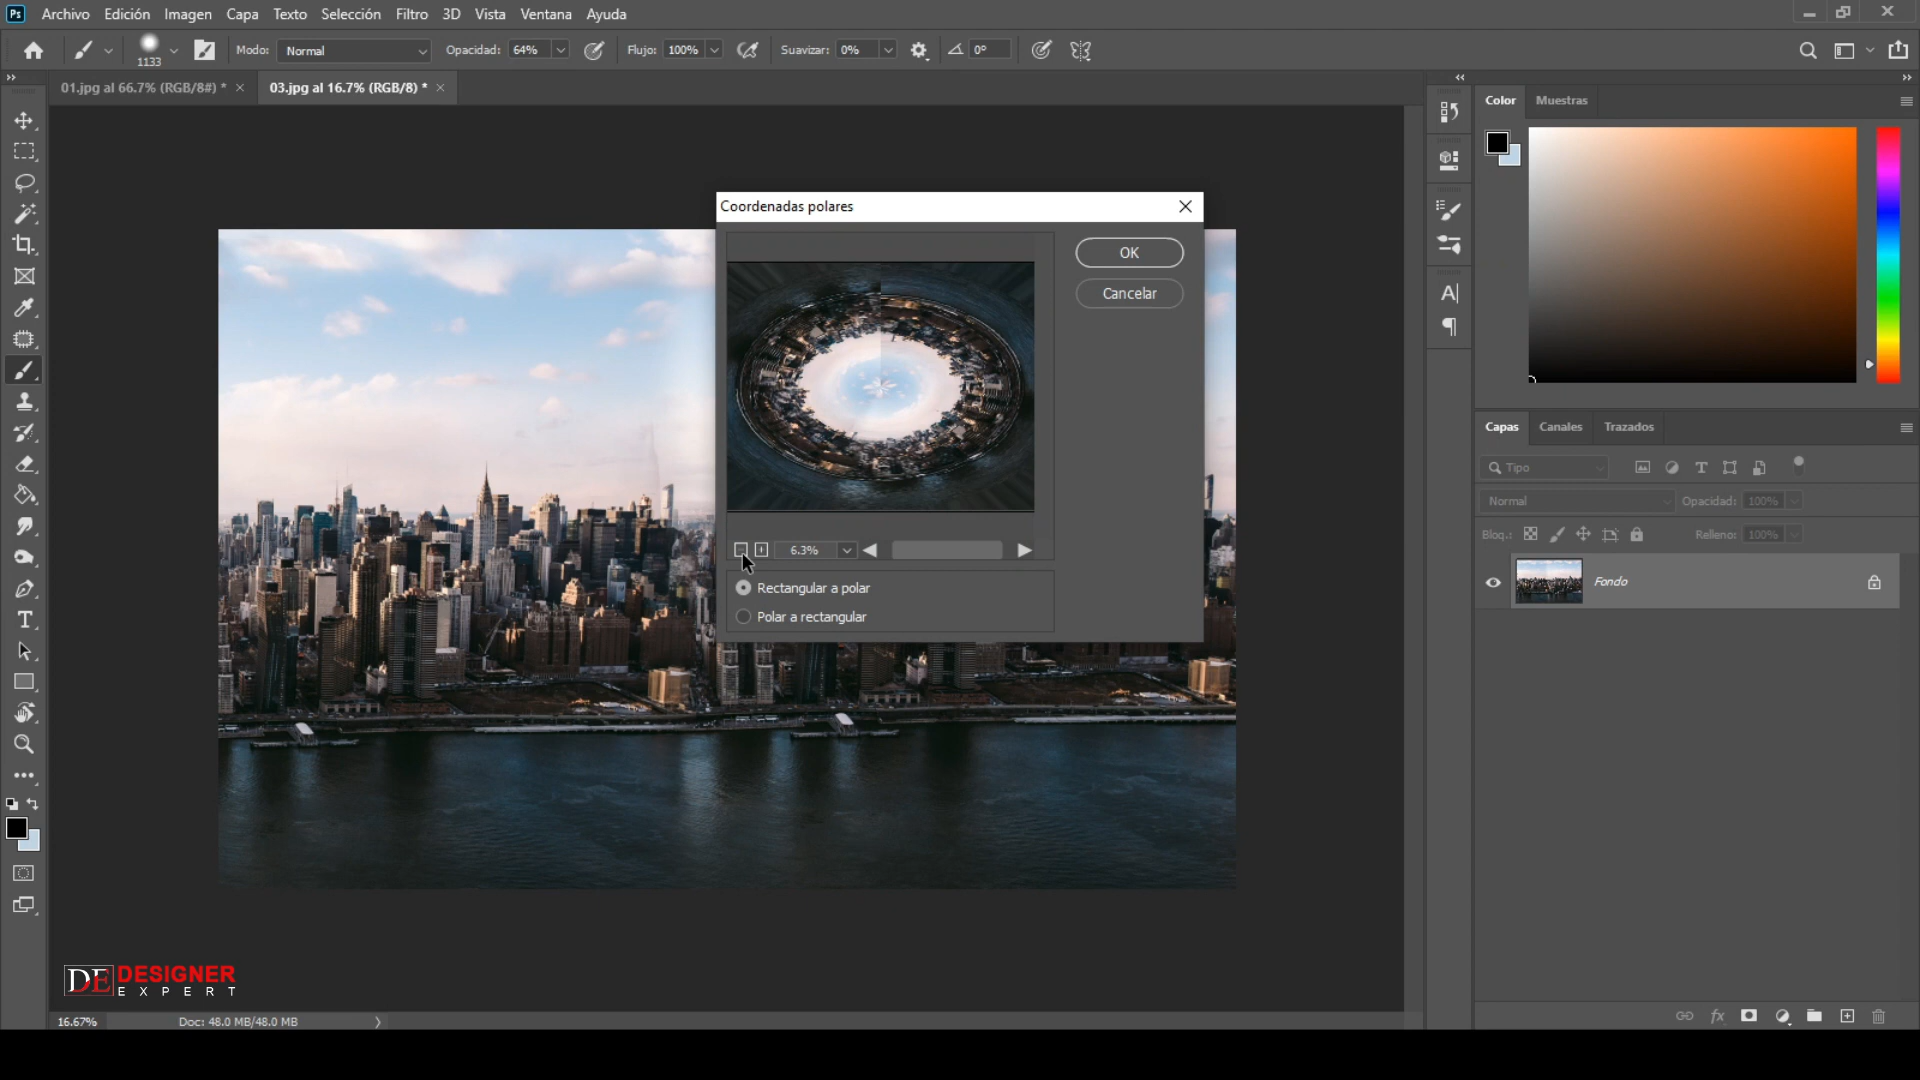 Ps Archivo Edición Imagen Capa Texto Selección Filtro 3D Vista Ventana Ayuda
1133 Modo: Normal Opacidad: 64% Flujo: 100% Suavizar: 0% 0°
01.jpg al 66.7% (RGB/8#) * 03.jpg al 16.7% (RGB/8) *
Color Muestras
Coordenadas polares
OK
Cancelar
6.3%
Rectangular a polar
Polar a rectangular
Capas Canales Trazados
Tipo
Normal Opacidad: 100%
Bloq.: Relleno: 100%
Fondo
DE DESIGNER
EXPERT
16.67% Doc: 48.0 MB/48.0 MB